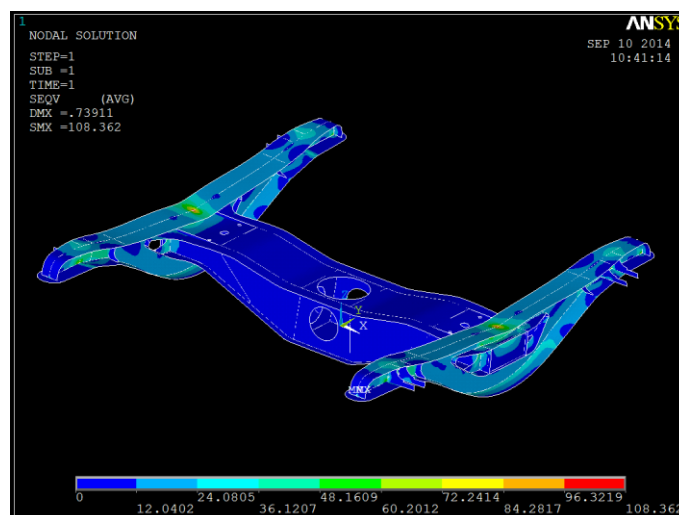 1
ANSYS
NODAL SOLUTION
SEP 10 2014
10:41:14
STEP=1
SUB =1
TIME=1
SEQV (AVG)
DMX =.73911
SMX =108.362
Z
Y
X
MN
MX
0 24.0805 48.1609 72.2414 96.3219
12.0402 36.1207 60.2012 84.2817 108.362